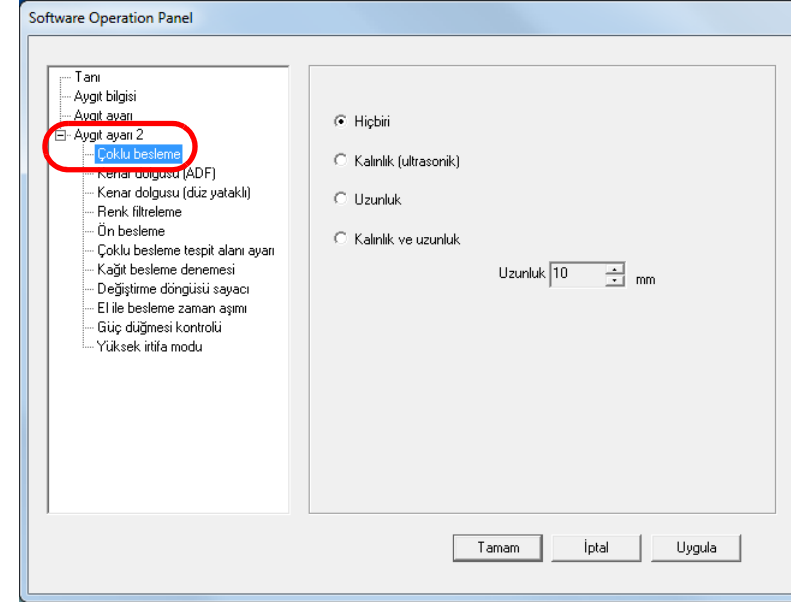 Software Operation Panel
Tanı
Aygıt bilgisi
Aygıt ayarı
Aygıt ayarı 2
Çoklu besleme
Kenar dolgusu (ADF)
Kenar dolgusu (düz yataklı)
Renk filtreleme
Ön besleme
Çoklu besleme tespit alanı ayarı
Kağıt besleme denemesi
Değiştirme döngüsü sayacı
El ile besleme zaman aşımı
Güç düğmesi kontrolü
Yüksek irtifa modu
Hiçbiri
Kalınlık (ultrasonik)
Uzunluk
Kalınlık ve uzunluk
Uzunluk 10 mm
Tamam İptal Uygula